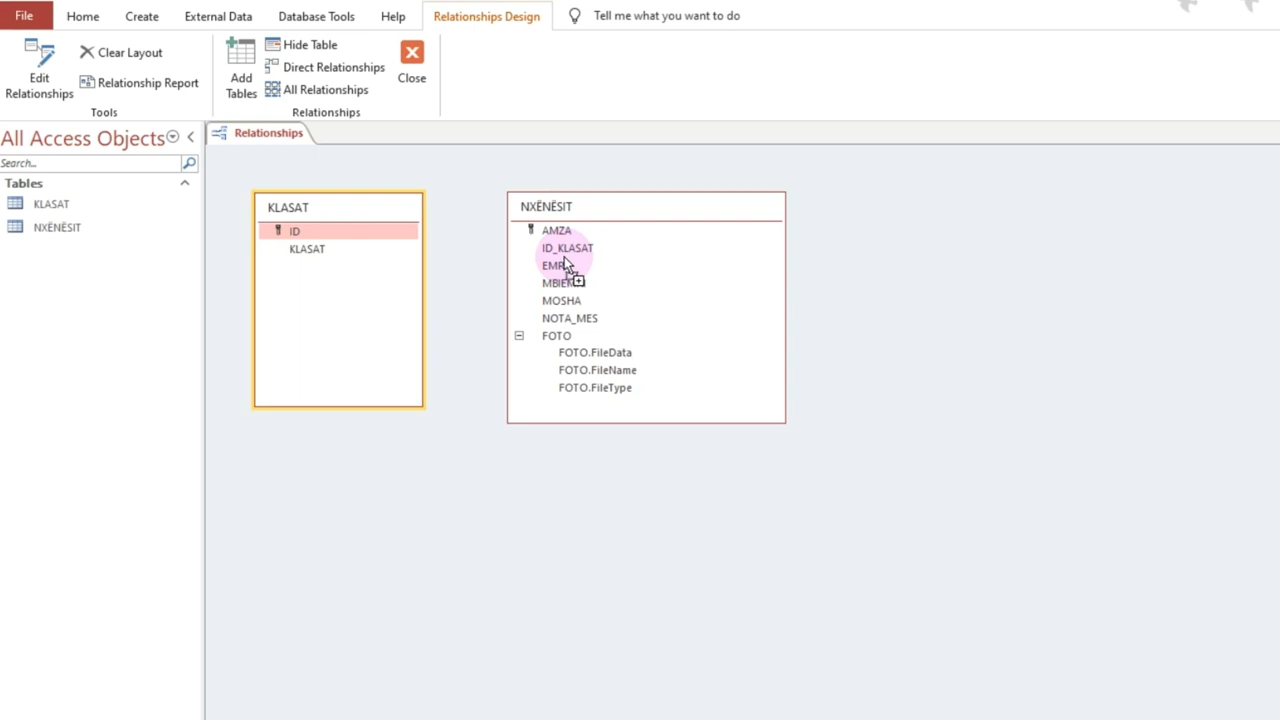 File
Home
Create
External Data
Database Tools
Help
Relationships Design
Tell me what you want to do
Edit
Relationships
Clear Layout
Relationship Report
Tools
Add
Tables
Hide Table
Direct Relationships
All Relationships
Relationships
Close
All Access Objects
Search...
Tables
KLASAT
NXËNËSIT
Relationships
KLASAT
ID
KLASAT
NXËNËSIT
AMZA
ID_KLASAT
MOSHA
NOTA_MES
FOTO
FOTO.FileData
FOTO.FileName
FOTO.FileType